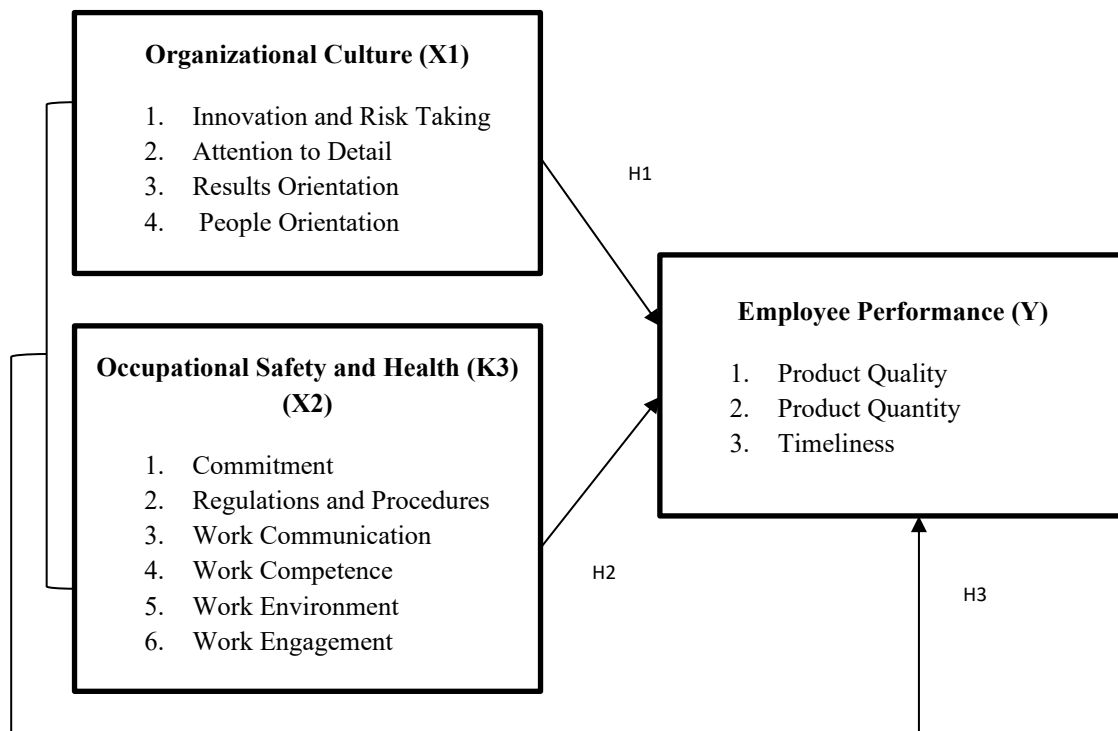 Organizational Culture (X1)
1. Innovation and Risk Taking
2. Attention to Detail
3. Results Orientation
4. People Orientation
H1
Employee Performance (Y)
1. Product Quality
2. Product Quantity
3. Timeliness
Occupational Safety and Health (K3)
(X2)
1. Commitment
2. Regulations and Procedures
3. Work Communication
4. Work Competence
5. Work Environment
6. Work Engagement
H2
H3